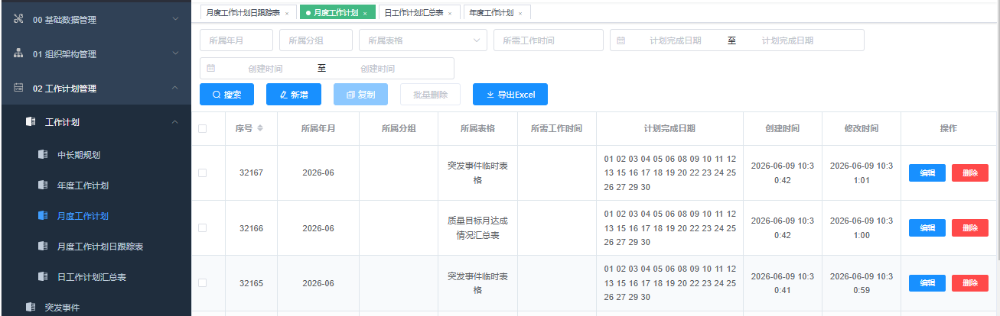 00 基础数据管理
01 组织架构管理
02 工作计划管理
工作计划
中长期规划
年度工作计划
月度工作计划
月度工作计划日跟踪表
日工作计划汇总表
突发事件
月度工作计划日跟踪表 × 月度工作计划 × 日工作计划汇总表 × 年度工作计划 ×
所属年月 所属分组 所属表格 所需工作时间 计划完成日期 至 计划完成日期
创建时间 至 创建时间
搜索 新增 复制 批量删除 导出Excel
序号 所属年月 所属分组 所属表格 所需工作时间 计划完成日期 创建时间 修改时间 操作
32167 2026-06
突发事件临时表
格
01 02 03 04 05 06 08 09 10 11 12
13 15 16 17 18 19 20 22 23 24 25
26 27 29 30
2026-06-09 10:3
0:42
2026-06-09 10:3
1:01
编辑 删除
32166 2026-06
质量目标月达成
情况汇总表
01 02 03 04 05 06 08 09 10 11 12
13 15 16 17 18 19 20 22 23 24 25
26 27 29 30
2026-06-09 10:3
0:42
2026-06-09 10:3
1:00
编辑 删除
32165 2026-06
突发事件临时表
格
01 02 03 04 05 06 08 09 10 11 12
13 15 16 17 18 19 20 22 23 24 25
26 27 29 30
2026-06-09 10:3
0:41
2026-06-09 10:3
0:59
编辑 删除